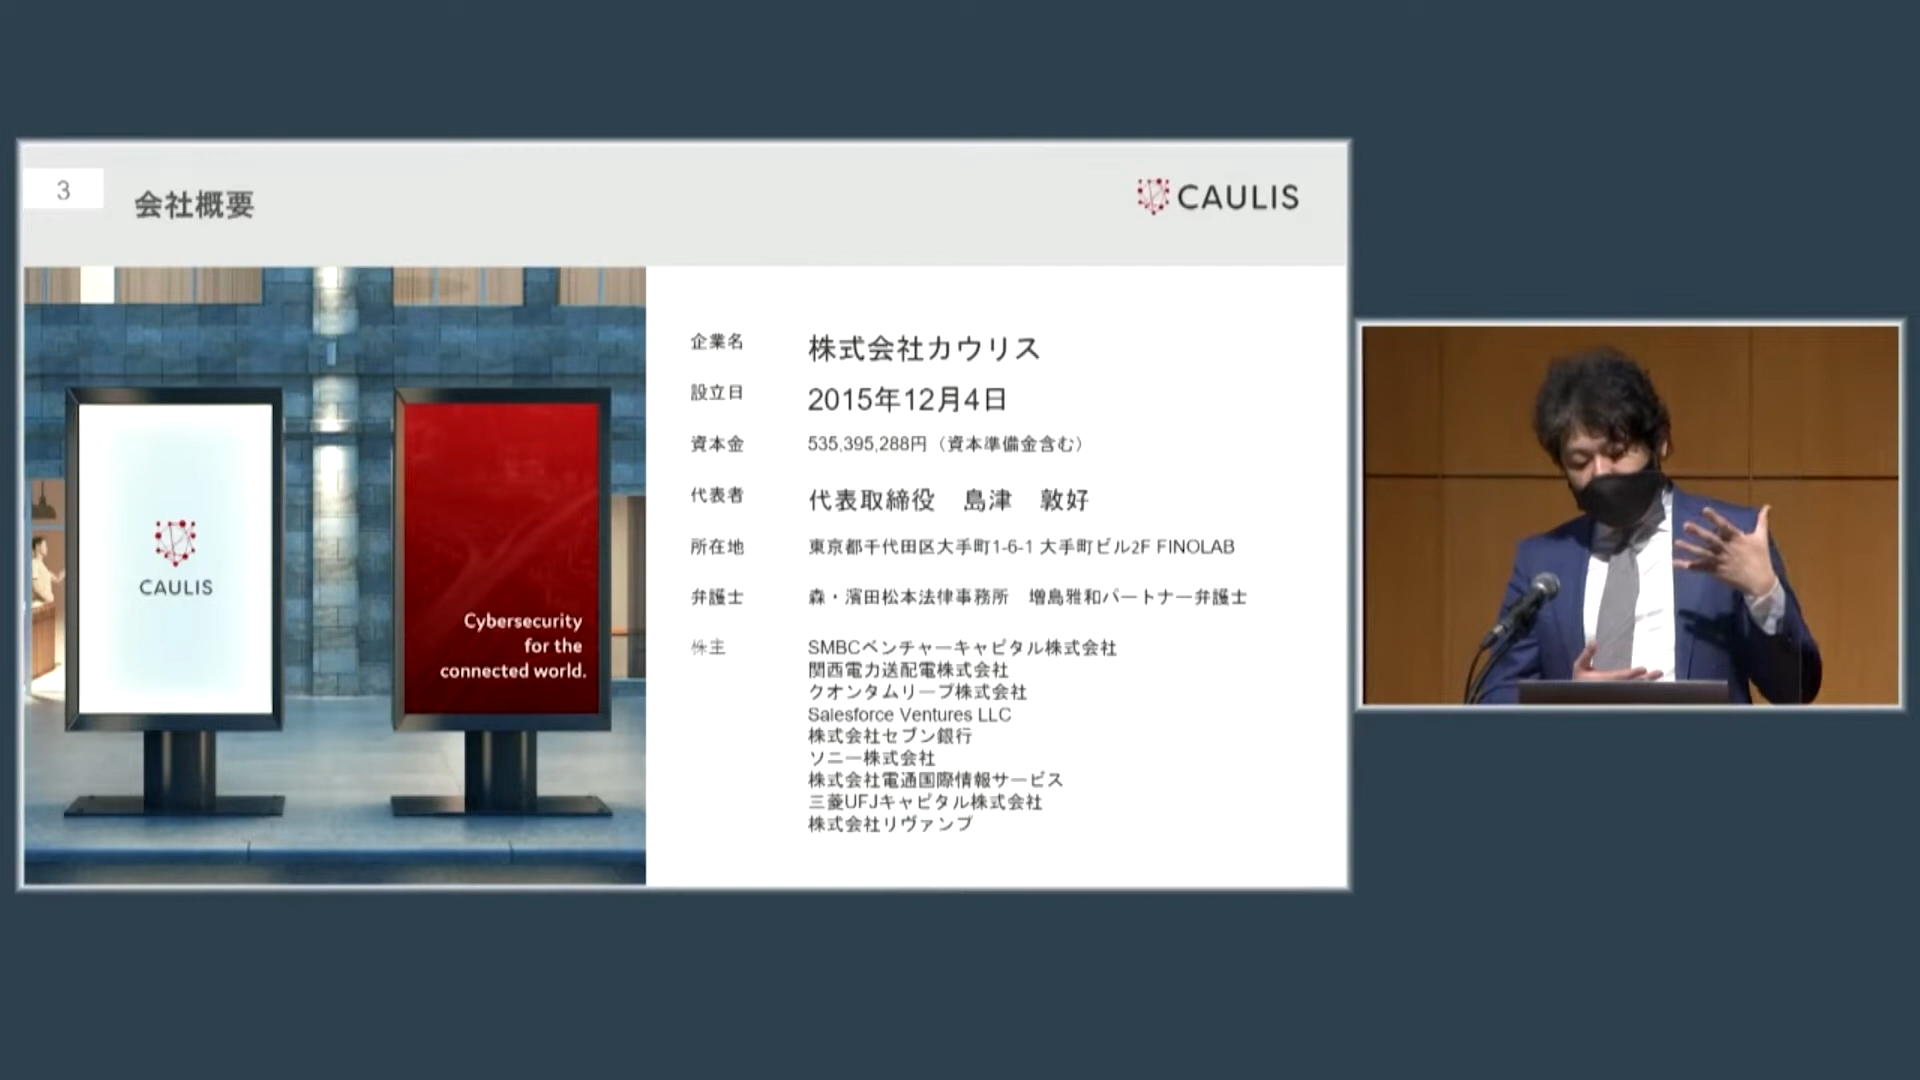 3
会社概要
CAULIS
CAULIS
Cybersecurity
for the
connected world.
企業名 株式会社カウリス
設立日 2015年12月4日
資本金 535,395,288円（資本準備金含む）
代表者 代表取締役 島津 敦好
所在地 東京都千代田区大手町1-6-1 大手町ビル2F FINOLAB
弁護士 森・濱田松本法律事務所 増島雅和パートナー弁護士
株主 SMBCベンチャーキャピタル株式会社
関西電力送配電株式会社
クオンタムリープ株式会社
Salesforce Ventures LLC
株式会社セブン銀行
ソニー株式会社
株式会社電通国際情報サービス
三菱UFJキャピタル株式会社
株式会社リヴァンプ